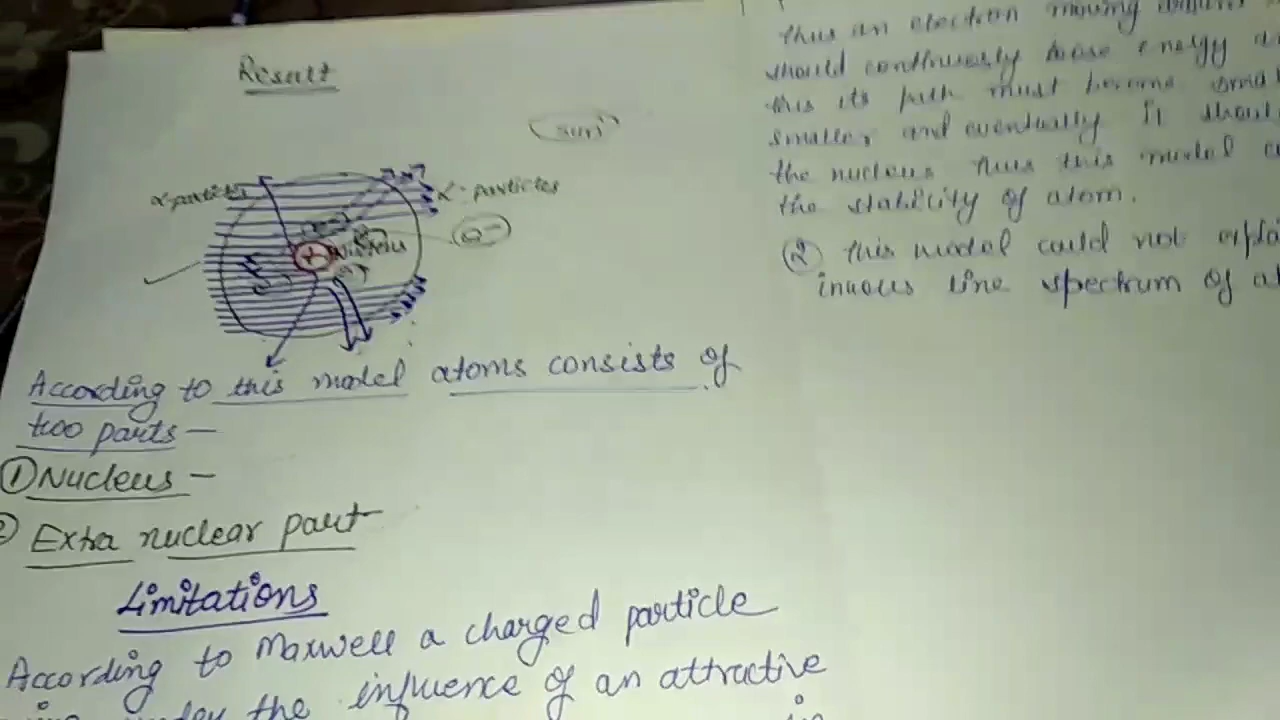 Result
(sun)
α-particles
α-particles
e-
+
Nucleus
According to this model atoms consists of
two parts —
① Nucleus —
② Extra nuclear part
Limitations
According to Maxwell a charged particle
under the influence of an attractive
thus an electron moving
should continuously loose energy
this its path must become
smaller and eventually it
the nucleus thus this model
the stability of atom.
② this model could not
inuous line spectrum of